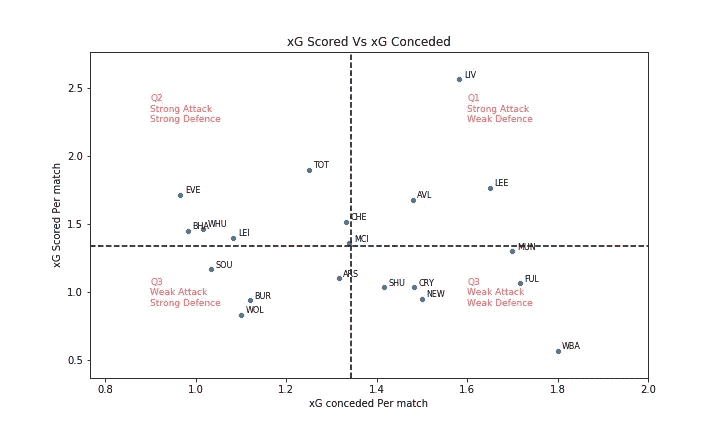 xG Scored Vs xG Conceded
LIV
2.5
Q2
Strong Attack
Strong Defence
Q1
Strong Attack
Weak Defence
2.0
TOT
LEE
EVE
AVL
1.5
CHE
BHA
WHU
LEI
MCI
MUN
xG Scored Per match
SOU
ARS
Q3
Weak Attack
Strong Defence
SHU
CRY
Q3
Weak Attack
Weak Defence
FUL
1.0
BUR
NEW
WOL
WBA
0.5
0.8
1.0
1.2
1.4
1.6
1.8
2.0
xG conceded Per match